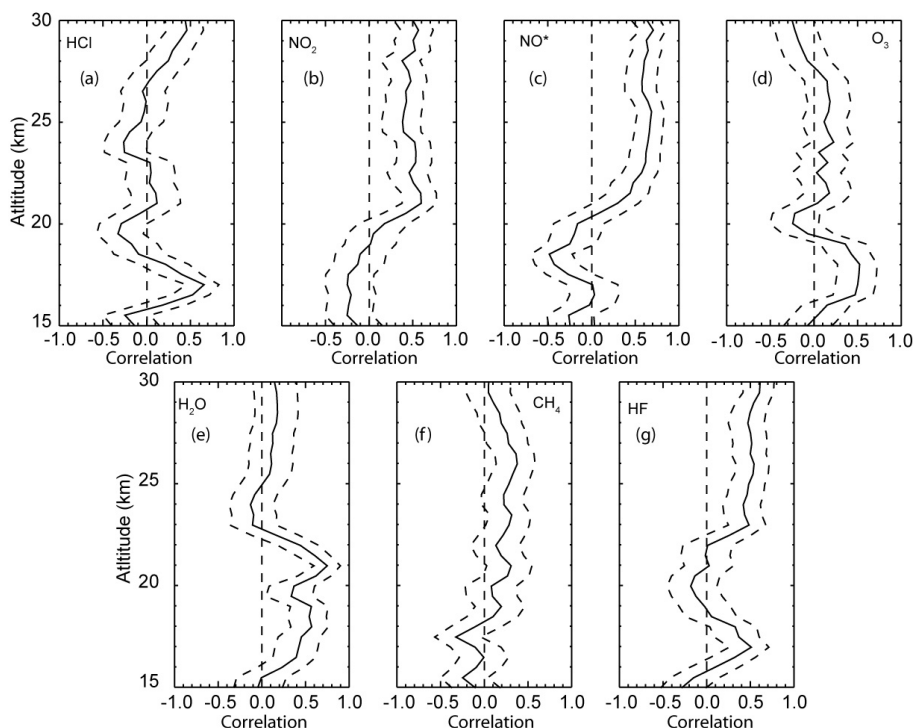 30
25
20
15
Atltitude (km)
HCl
(a)
-1.0 -0.5 0.0 0.5 1.0
Correlation
NO2
(b)
-0.5 0.0 0.5 1.0
Correlation
NO*
(c)
-1.0 -0.5 0.0 0.5 1.0
Correlation
O3
(d)
-1.0 -0.5 0.0 0.5 1.0
Correlation
30
25
20
15
Atltitude (km)
H2O
(e)
-1.0 -0.5 0.0 0.5 1.0
Correlation
CH4
(f)
-1.0 -0.5 0.0 0.5 1.0
Correlation
HF
(g)
-1.0 -0.5 0.0 0.5 1.0
Correlation